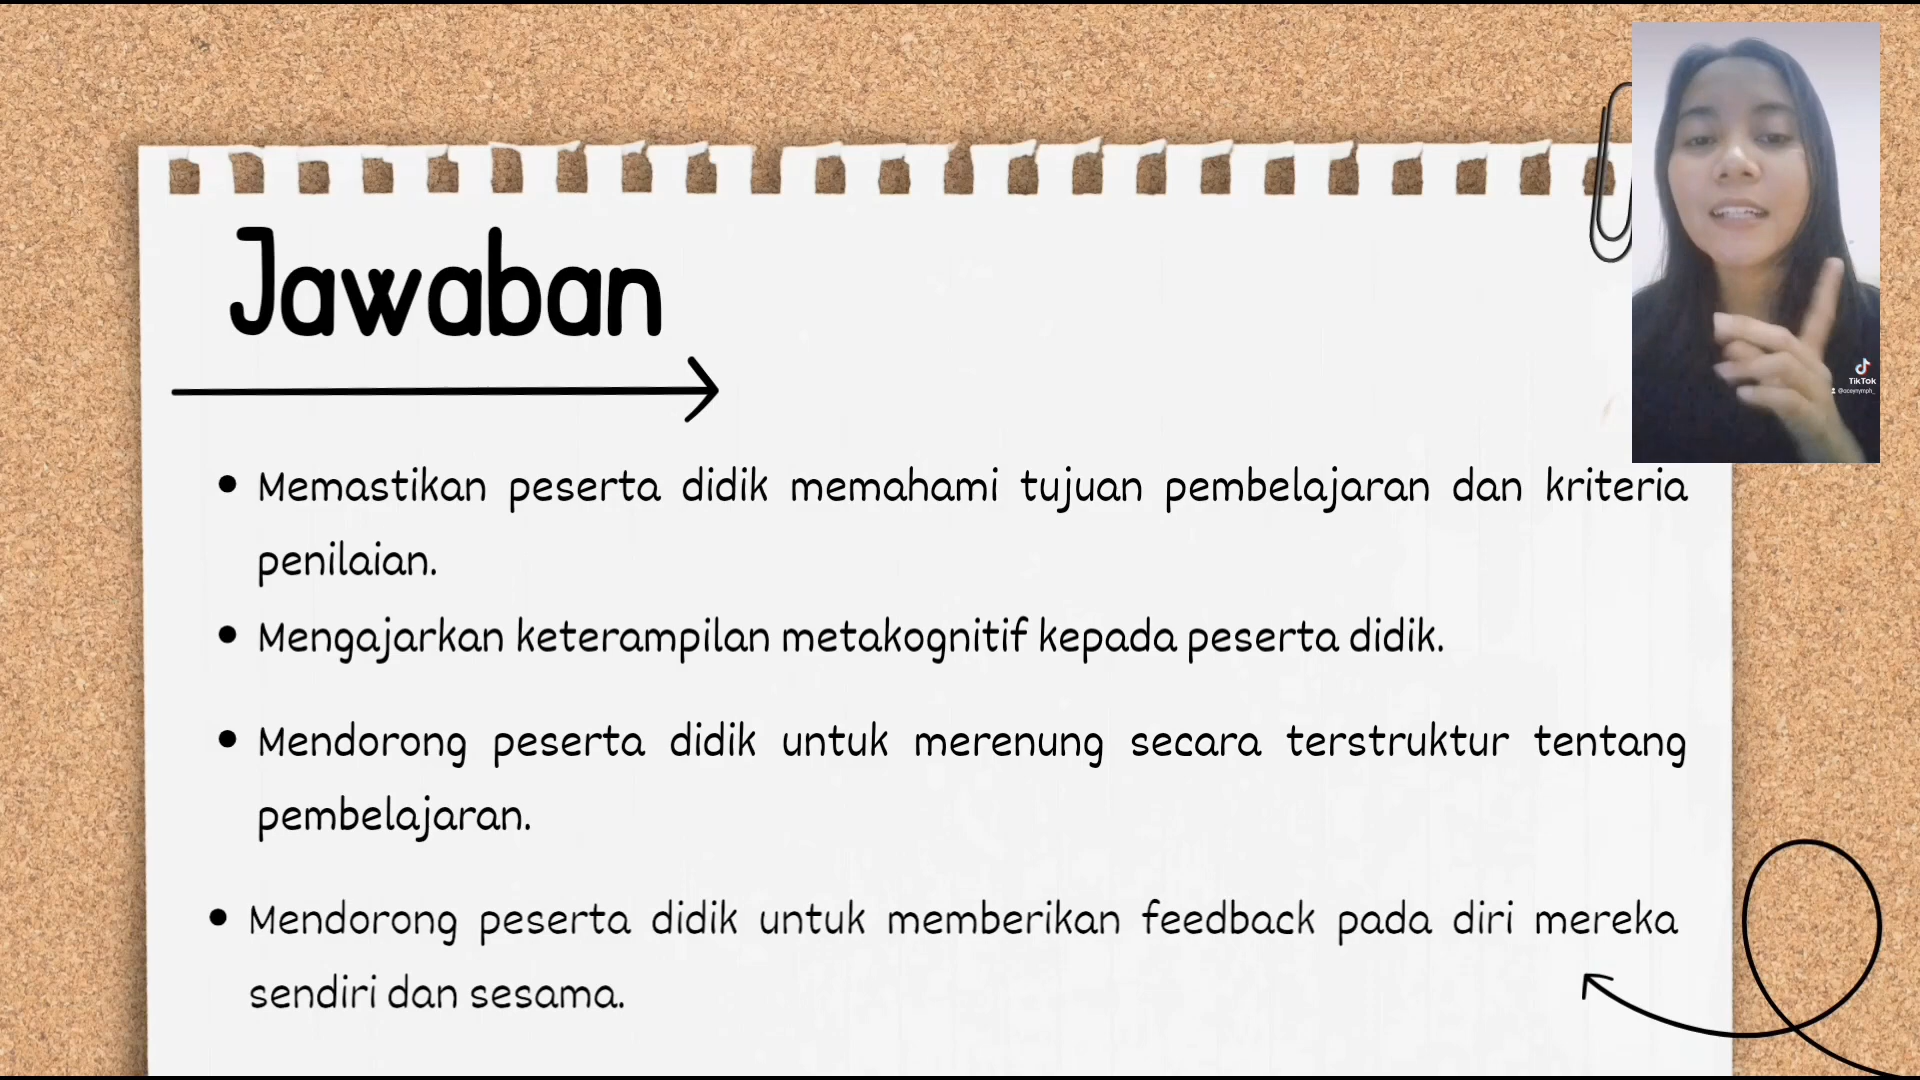 Jawaban
• Memastikan peserta didik memahami tujuan pembelajaran dan kriteria
penilaian.
• Mengajarkan keterampilan metakognitif kepada peserta didik.
• Mendorong peserta didik untuk merenung secara terstruktur tentang
pembelajaran.
• Mendorong peserta didik untuk memberikan feedback pada diri mereka
sendiri dan sesama.
TikTok